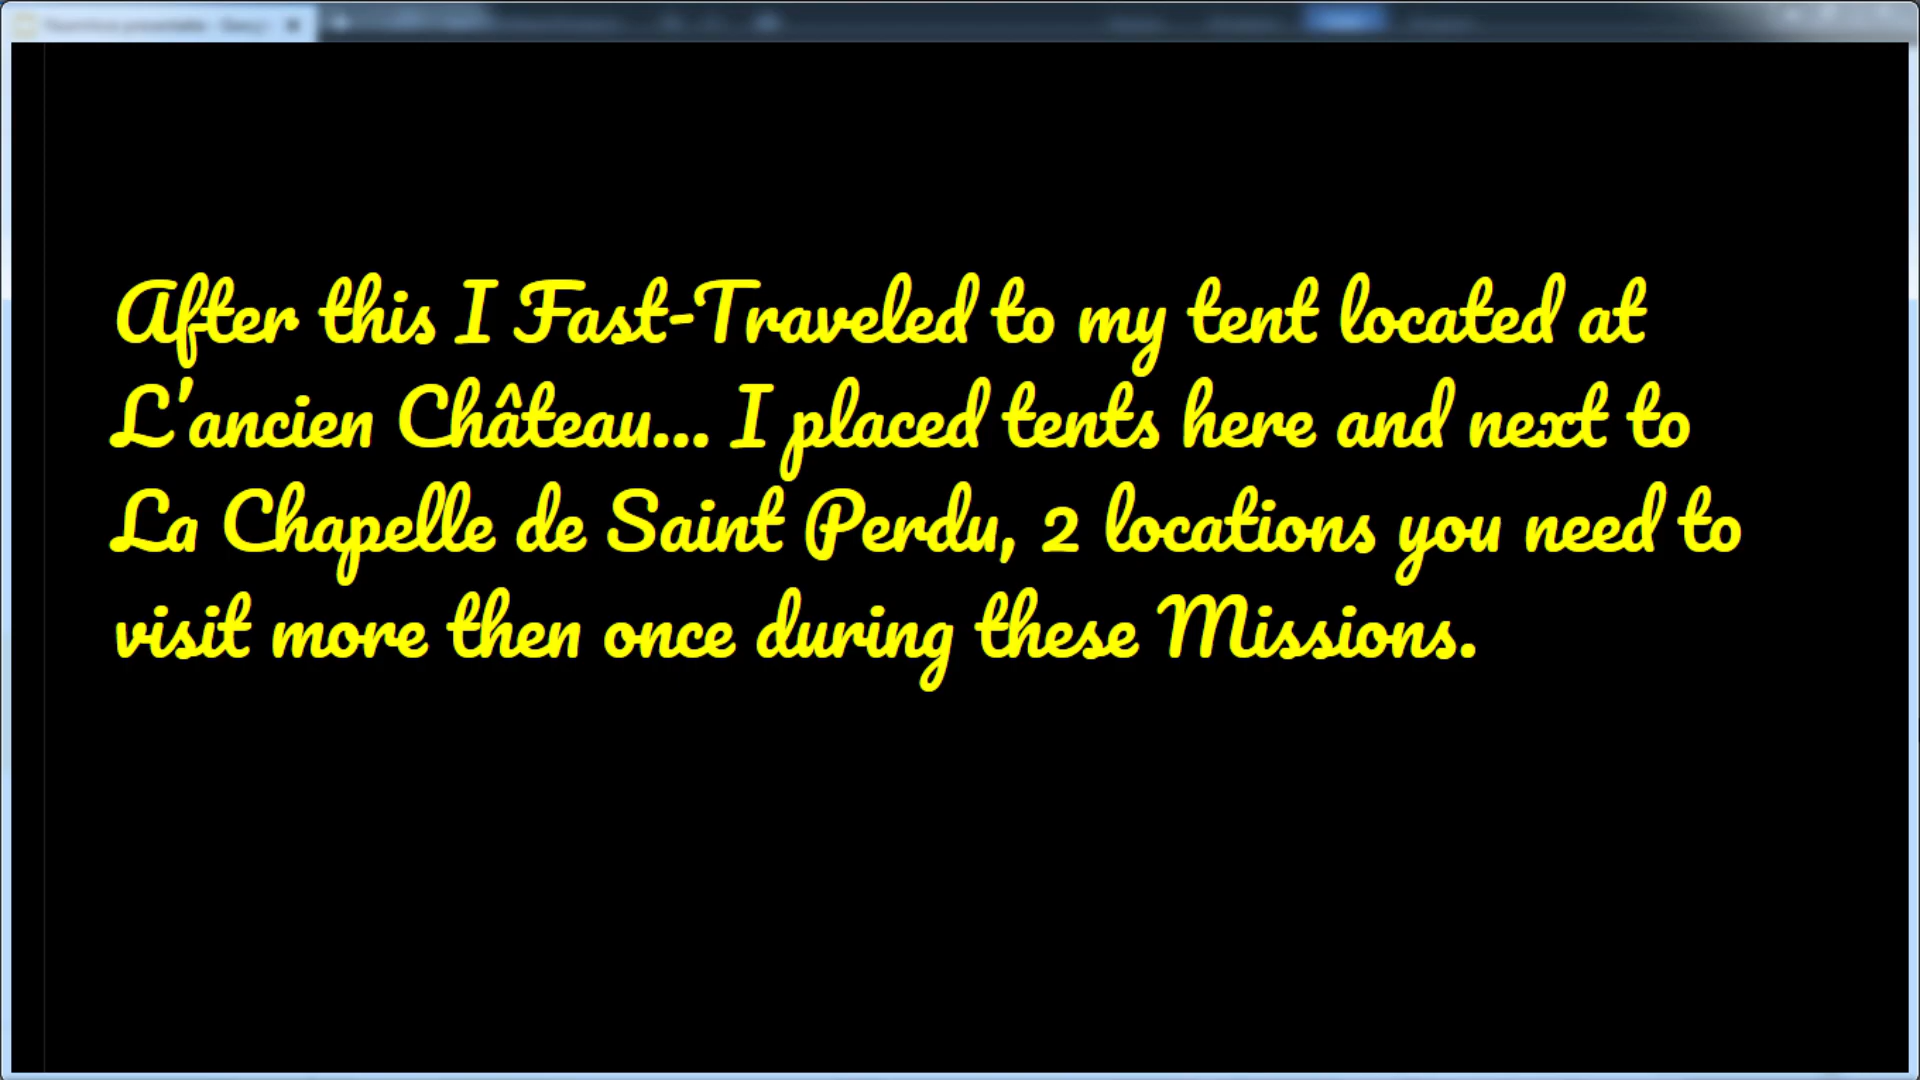 After this I Fast-Traveled to my tent located at
L'ancien Château... I placed tents here and next to
La Chapelle de Saint Perdu, 2 locations you need to
visit more then once during these Missions.